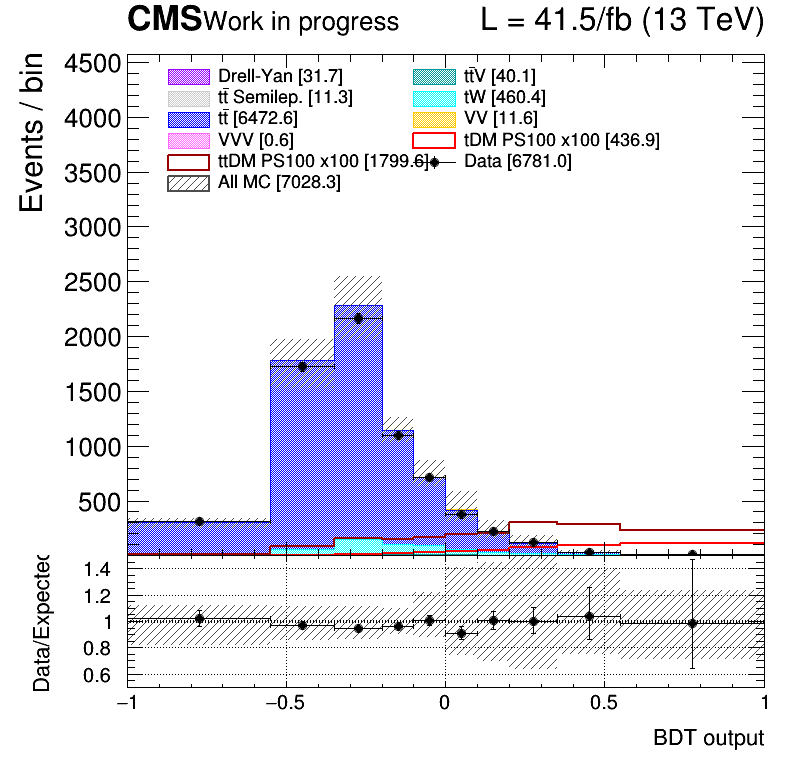 CMS Work in progress L = 41.5/fb (13 TeV)
Events / bin
4500
4000
3500
3000
2500
2000
1500
1000
500
Drell-Yan [31.7] tt̄V [40.1]
tt̄ Semilep. [11.3] tW [460.4]
tt̄ [6472.6] VV [11.6]
VVV [0.6] tDM PS100 x100 [436.9]
ttDM PS100 x100 [1799.6] Data [6781.0]
All MC [7028.3]
Data/Expected
1.4
1.2
1
0.8
0.6
−1 −0.5 0 0.5 1
BDT output